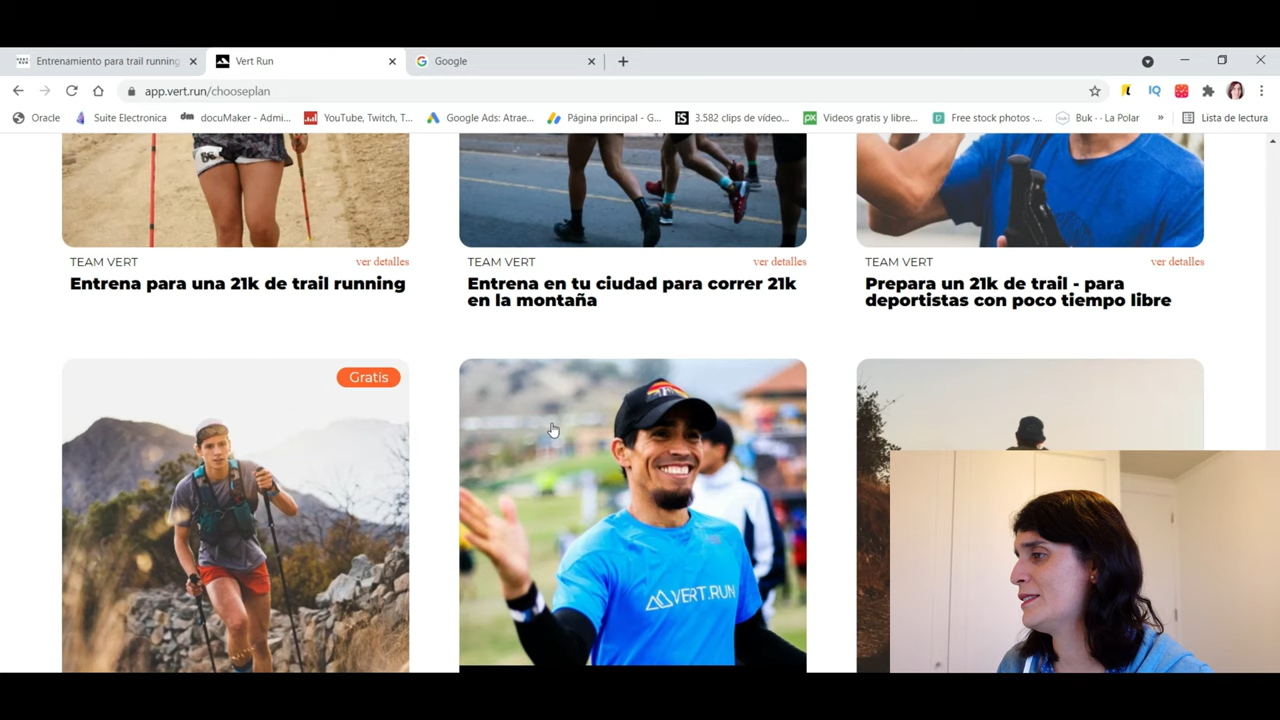 Entrenamiento para trail running
Vert Run
Google
app.vert.run/chooseplan
Oracle
Suite Electronica
docuMaker - Admi...
YouTube, Twitch, T...
Google Ads: Atrae...
Página principal - G...
3.582 clips de vídeo...
Videos gratis y libre...
Free stock photos -...
Buk - - La Polar
»
Lista de lectura
TEAM VERT
ver detalles
Entrena para una 21k de trail running
TEAM VERT
ver detalles
Entrena en tu ciudad para correr 21k
en la montaña
TEAM VERT
ver detalles
Prepara un 21k de trail - para
deportistas con poco tiempo libre
Gratis
VERT.RUN